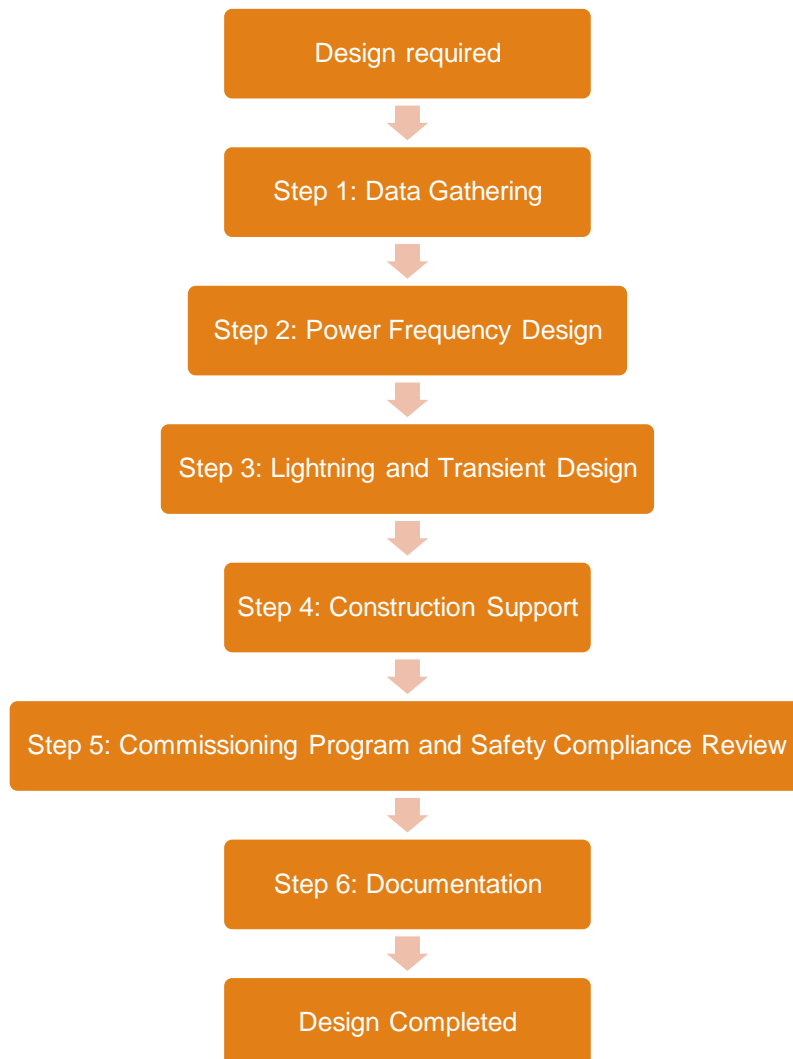 Design required
Step 1: Data Gathering
Step 2: Power Frequency Design
Step 3: Lightning and Transient Design
Step 4: Construction Support
Step 5: Commissioning Program and Safety Compliance Review
Step 6: Documentation
Design Completed